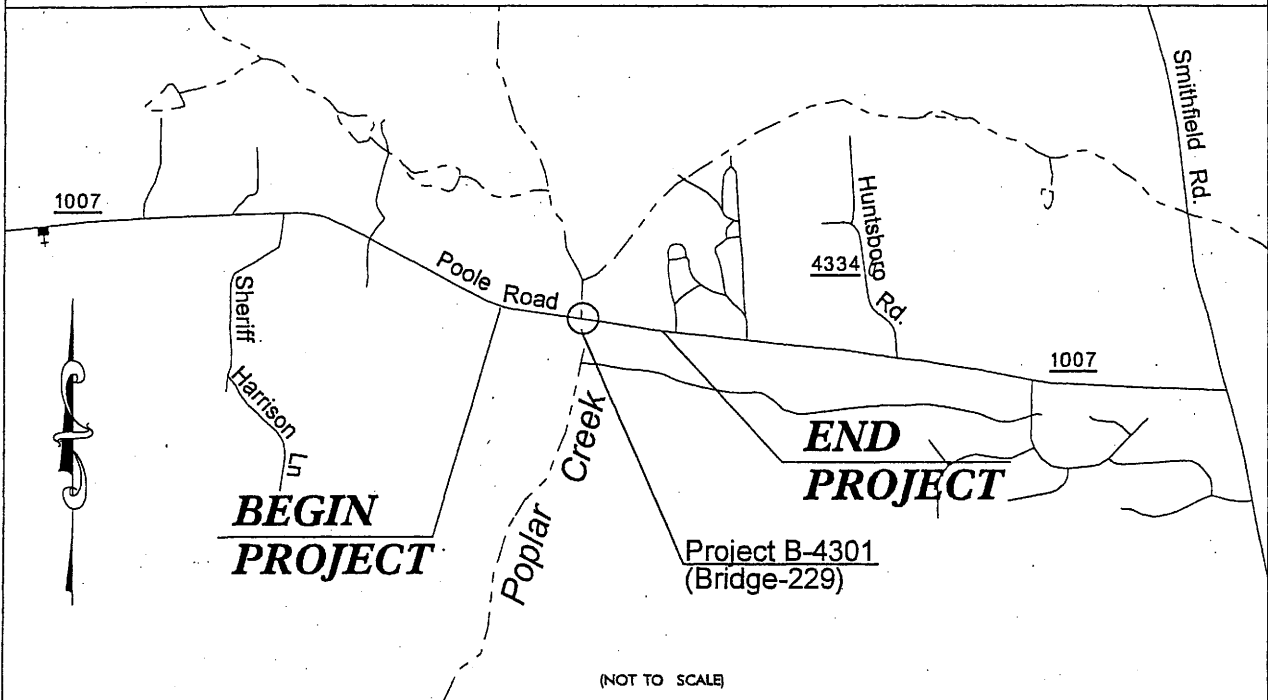 Smithfield Rd.
1007
Huntsboro Rd.
4334
Poole Road
Sheriff Harrison Ln
1007
Poplar Creek
END
PROJECT
BEGIN
PROJECT
Project B-4301
(Bridge-229)
(NOT TO SCALE)